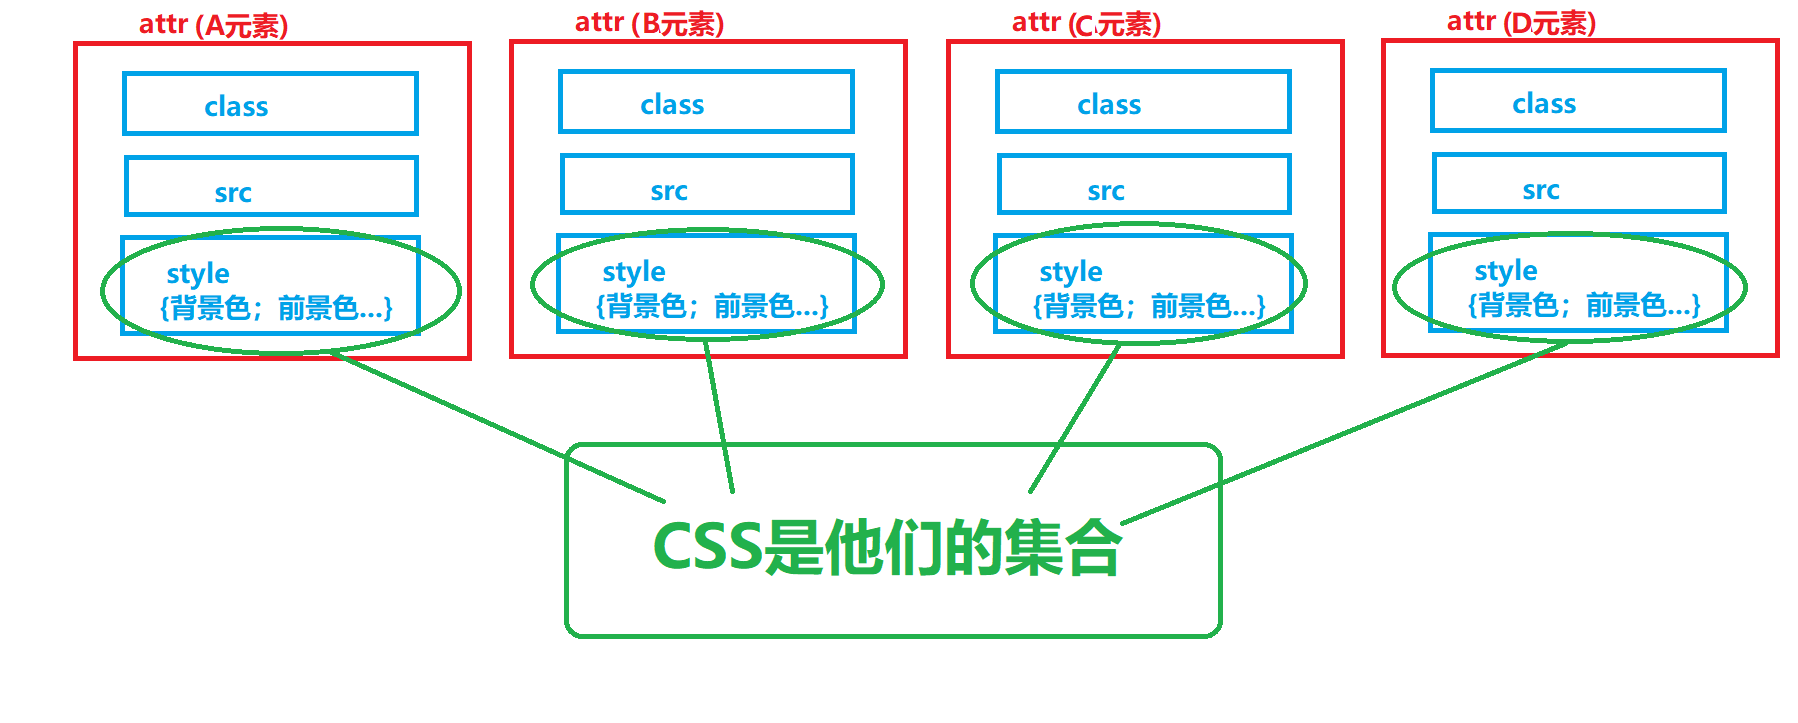 attr (A元素)
class
src
style
{背景色；前景色...}
attr (B元素)
class
src
style
{背景色；前景色...}
attr (C元素)
class
src
style
{背景色；前景色...}
attr (D元素)
class
src
style
{背景色；前景色...}
CSS是他们的集合